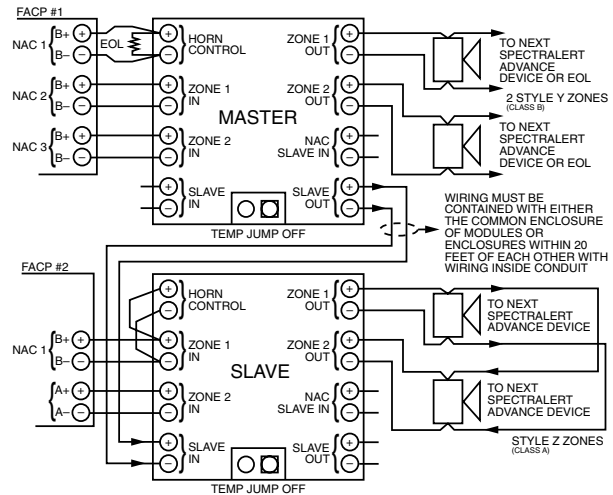 FACP #1
NAC 1
B+
B–
EOL
HORN
CONTROL
ZONE 1
OUT
TO NEXT
SPECTRALERT
ADVANCE
DEVICE OR EOL
NAC 2
B+
B–
ZONE 1
IN
ZONE 2
OUT
2 STYLE Y ZONES
(CLASS B)
MASTER
NAC 3
B+
B–
ZONE 2
IN
NAC
SLAVE IN
TO NEXT
SPECTRALERT
ADVANCE
DEVICE OR EOL
SLAVE
IN
SLAVE
OUT
TEMP JUMP OFF
WIRING MUST BE
CONTAINED WITH EITHER
THE COMMON ENCLOSURE
OF MODULES OR
ENCLOSURES WITHIN 20
FEET OF EACH OTHER WITH
WIRING INSIDE CONDUIT
FACP #2
HORN
CONTROL
ZONE 1
OUT
TO NEXT
SPECTRALERT
ADVANCE DEVICE
NAC 1
B+
B–
ZONE 1
IN
ZONE 2
OUT
SLAVE
A+
A–
ZONE 2
IN
NAC
SLAVE IN
TO NEXT
SPECTRALERT
ADVANCE DEVICE
SLAVE
IN
SLAVE
OUT
STYLE Z ZONES
(CLASS A)
TEMP JUMP OFF